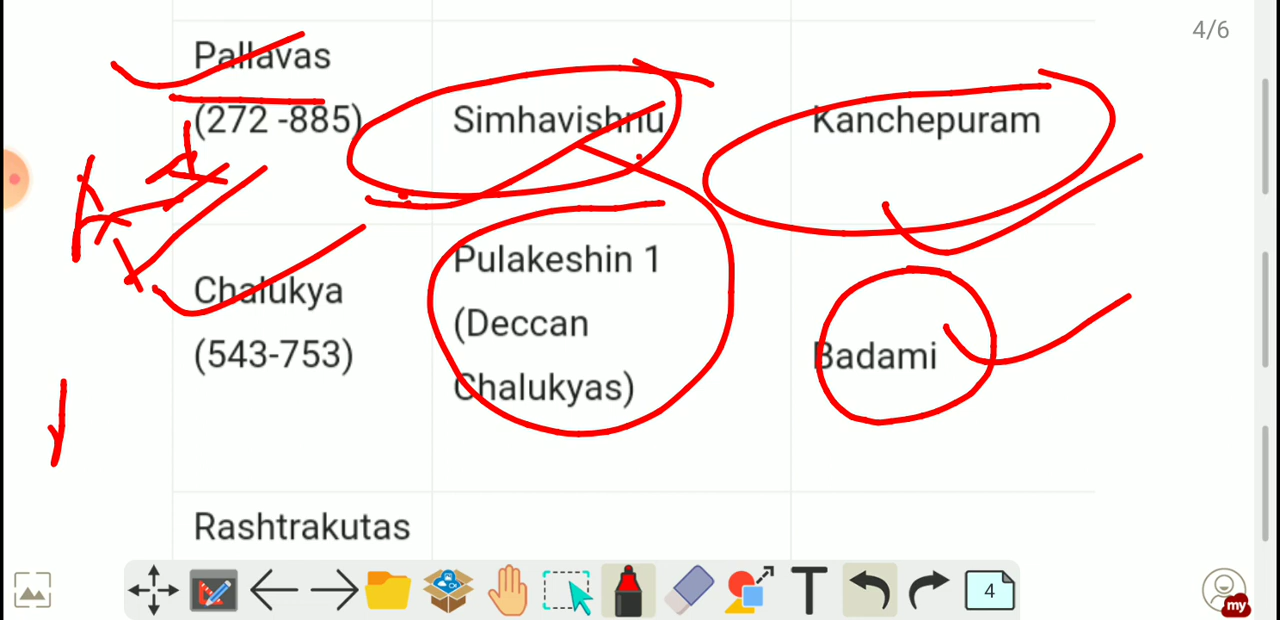 4/6
Pallavas
(272 -885)
Simhavishnu
Kanchepuram
Chalukya
(543-753)
Pulakeshin 1
(Deccan
Chalukyas)
Badami
Rashtrakutas
T
4
my